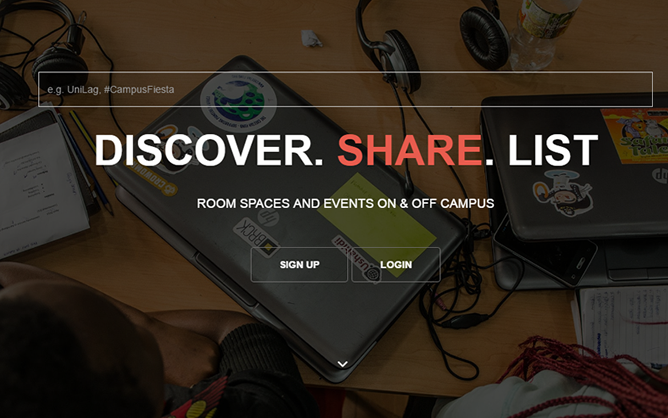 e.g. UniLag, #CampusFiesta
DISCOVER. SHARE. LIST
ROOM SPACES AND EVENTS ON & OFF CAMPUS
SIGN UP
LOGIN